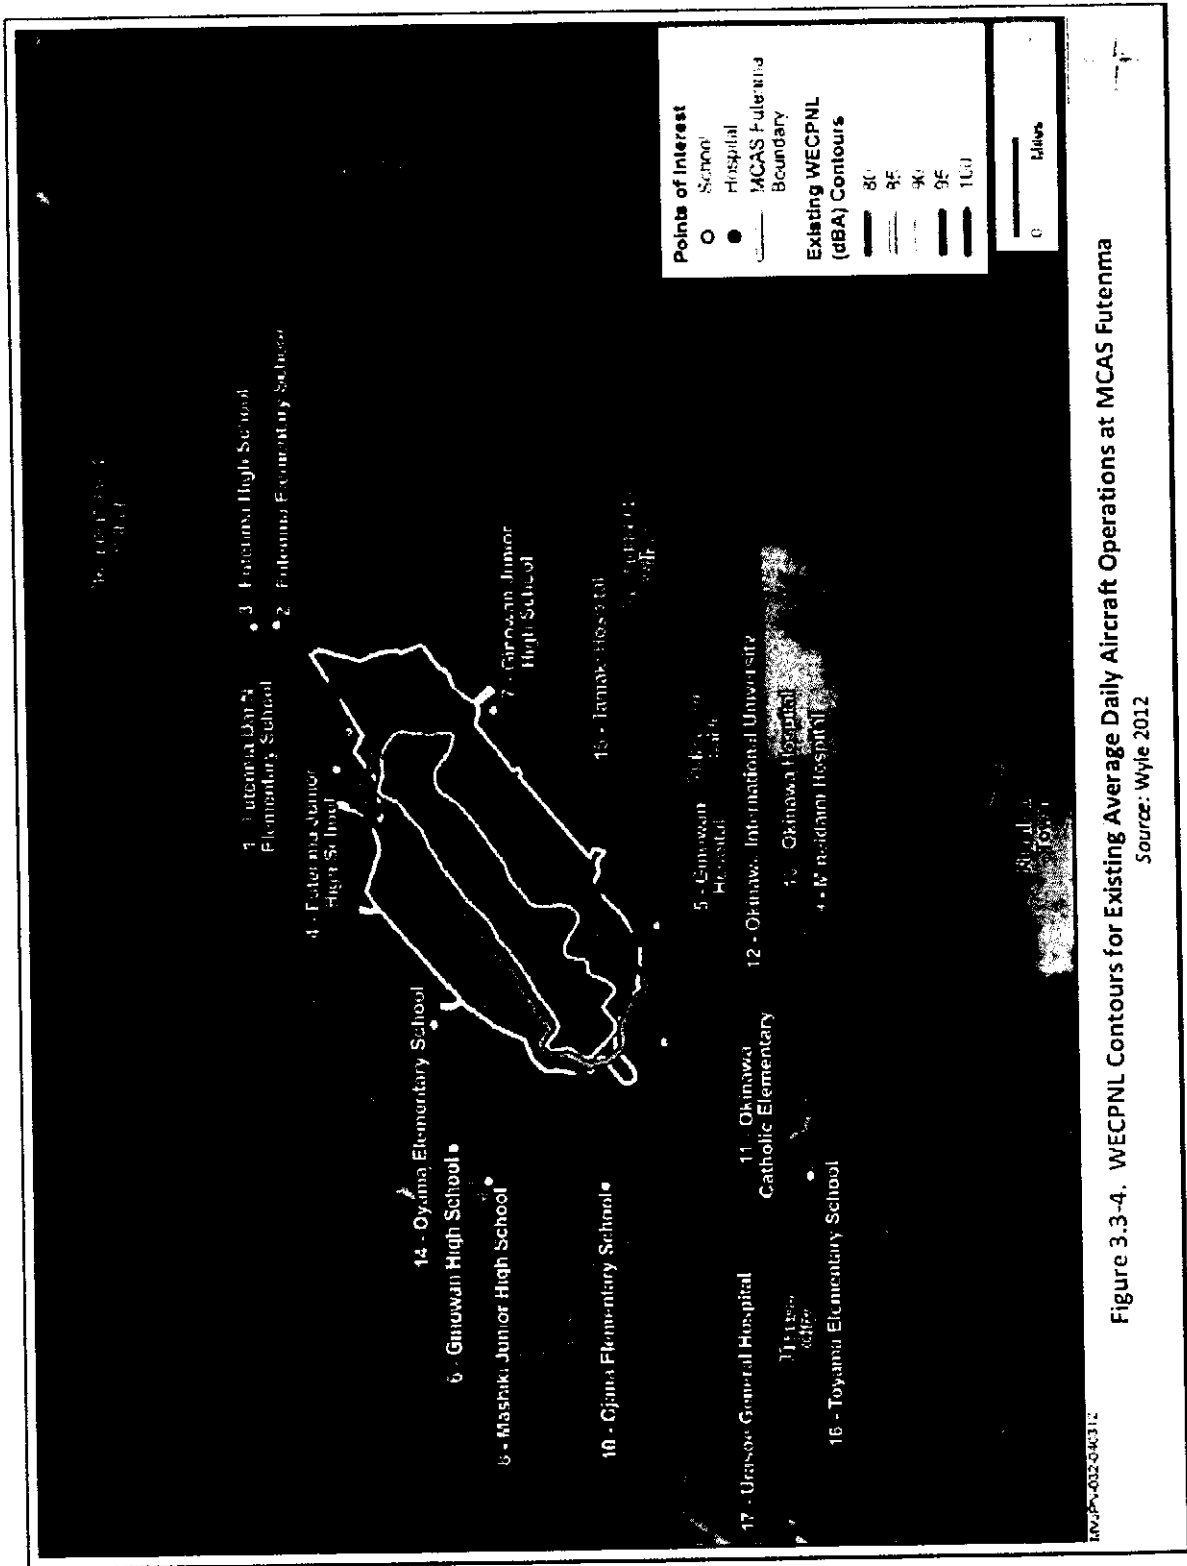 3 - Futenma High School
2 - Futenma Elementary School
Elementary School
4 - Futenma Junior
High School
7 - Ginowan Junior
High School
14 - Oyama Elementary School
6 - Ginowan High School
8 - Mashiki Junior High School
15 - Tamaki Hospital
10 - Ojana Elementary School
5 - Ginowan
Hospital
12 - Okinawa International University
Okinawa Hospital
Hospital
11 - Okinawa
Catholic Elementary
17 - Urasoe General Hospital
16 - Toyama Elementary School
Town
Points of Interest
School
Hospital
MCAS Futenma
Boundary
Existing WECPNL
(dBA) Contours
80
85
90
95
100
0
Miles
Figure 3.3-4. WECPNL Contours for Existing Average Daily Aircraft Operations at MCAS Futenma
Source: Wyle 2012